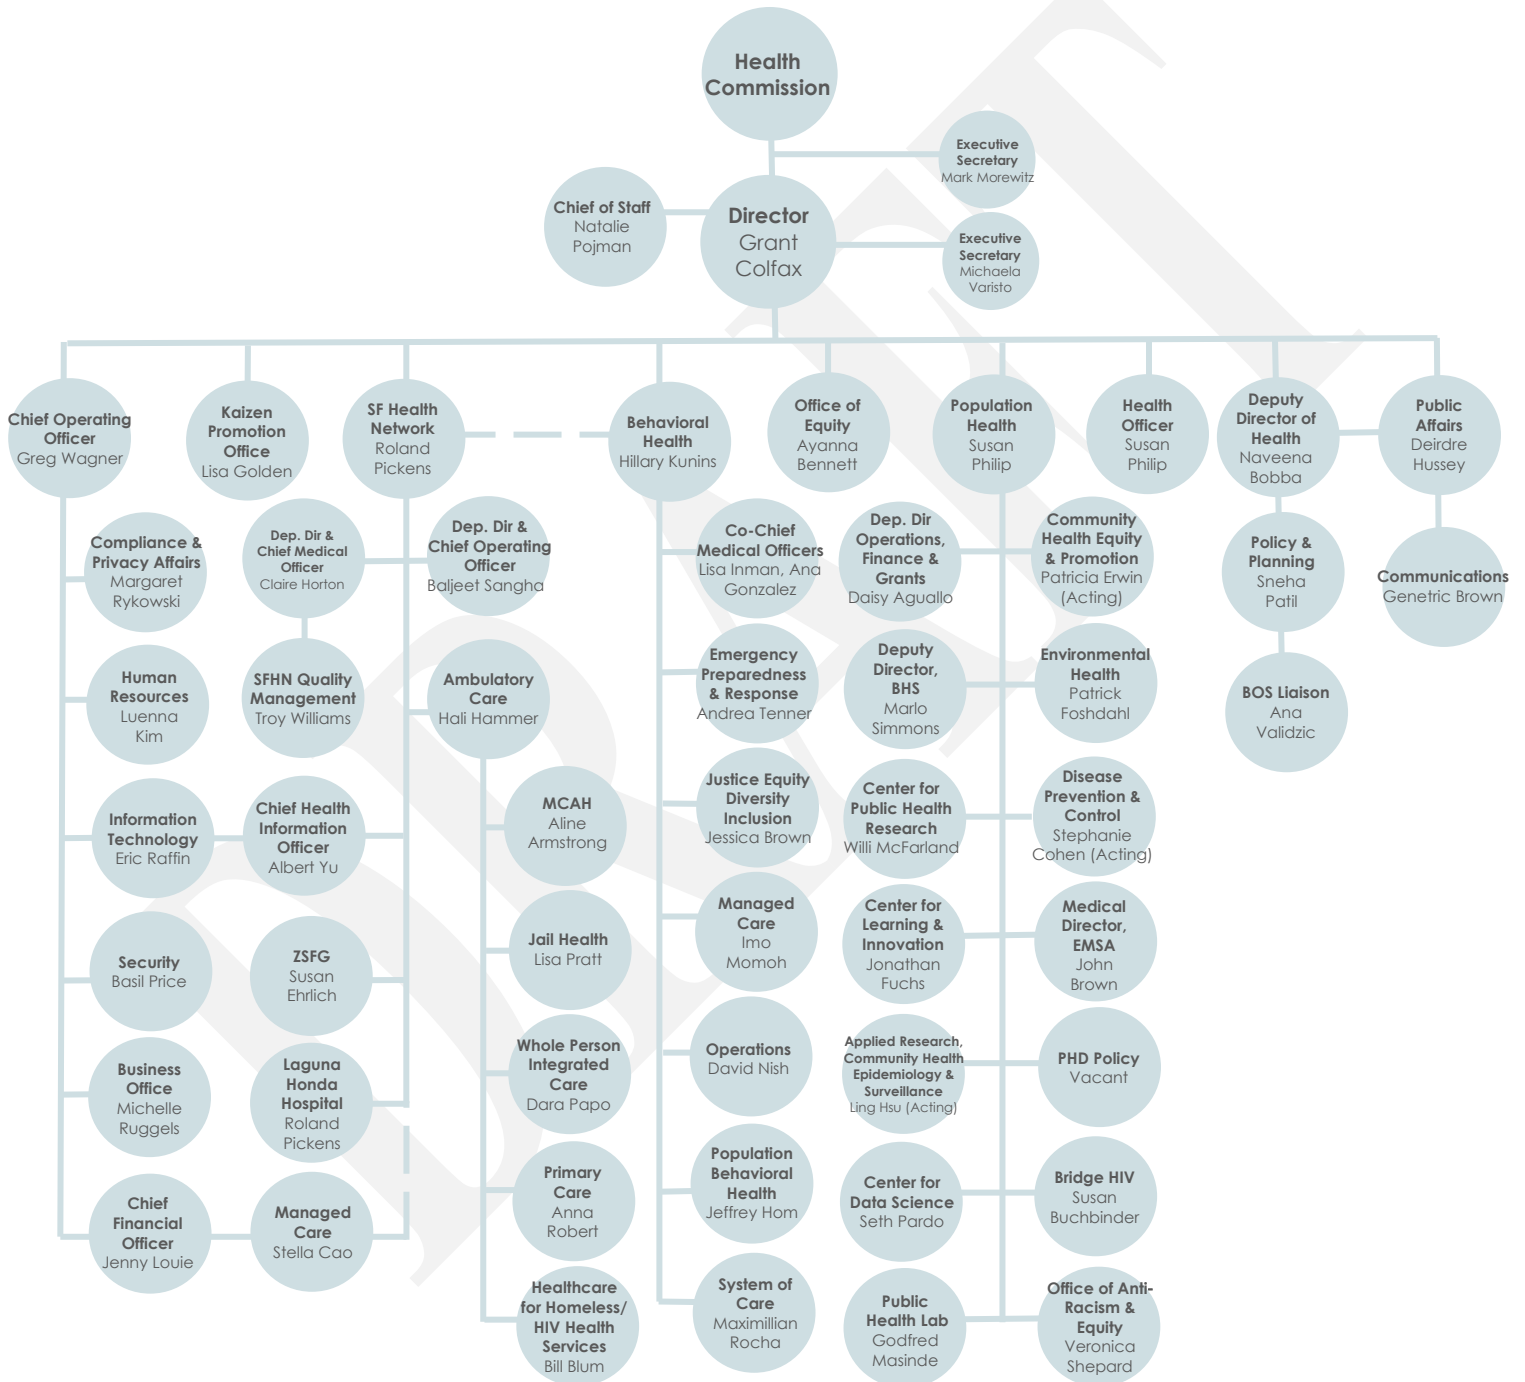 Health
Commission
Executive
Secretary
Mark Morewitz
Chief of Staff
Natalie
Pojman
Director
Grant
Colfax
Executive
Secretary
Michaela
Varisto
Chief Operating
Officer
Greg Wagner
Kaizen
Promotion
Office
Lisa Golden
SF Health
Network
Roland
Pickens
Behavioral
Health
Hillary Kunins
Office of
Equity
Ayanna
Bennett
Population
Health
Susan
Philip
Health
Officer
Susan
Philip
Deputy
Director of
Health
Naveena
Bobba
Public
Affairs
Deirdre
Hussey
Compliance &
Privacy Affairs
Margaret
Rykowski
Dep. Dir &
Chief Medical
Officer
Claire Horton
Dep. Dir &
Chief Operating
Officer
Baljeet Sangha
Co-Chief
Medical Officers
Lisa Inman, Ana
Gonzalez
Dep. Dir
Operations,
Finance &
Grants
Daisy Aguallo
Community
Health Equity
& Promotion
Patricia Erwin
(Acting)
Policy &
Planning
Sneha
Patil
Communications
Genetric Brown
Human
Resources
Luenna
Kim
SFHN Quality
Management
Troy Williams
Ambulatory
Care
Hali Hammer
Emergency
Preparedness
& Response
Andrea Tenner
Deputy
Director,
BHS
Marlo
Simmons
Environmental
Health
Patrick
Foshdahl
BOS Liaison
Ana
Validzic
Information
Technology
Eric Raffin
Chief Health
Information
Officer
Albert Yu
MCAH
Aline
Armstrong
Justice Equity
Diversity
Inclusion
Jessica Brown
Center for
Public Health
Research
Willi McFarland
Disease
Prevention &
Control
Stephanie
Cohen (Acting)
Security
Basil Price
ZSFG
Susan
Ehrlich
Jail Health
Lisa Pratt
Managed
Care
Imo
Momoh
Center for
Learning &
Innovation
Jonathan
Fuchs
Medical
Director,
EMSA
John
Brown
Business
Office
Michelle
Ruggels
Laguna
Honda
Hospital
Roland
Pickens
Whole Person
Integrated
Care
Dara Papo
Operations
David Nish
Applied Research,
Community Health
Epidemiology &
Surveillance
Ling Hsu (Acting)
PHD Policy
Vacant
Chief
Financial
Officer
Jenny Louie
Managed
Care
Stella Cao
Primary
Care
Anna
Robert
Population
Behavioral
Health
Jeffrey Hom
Center for
Data Science
Seth Pardo
Bridge HIV
Susan
Buchbinder
Healthcare
for Homeless/
HIV Health
Services
Bill Blum
System of
Care
Maximillian
Rocha
Public
Health Lab
Godfred
Masinde
Office of Anti-
Racism &
Equity
Veronica
Shepard
DRAFT